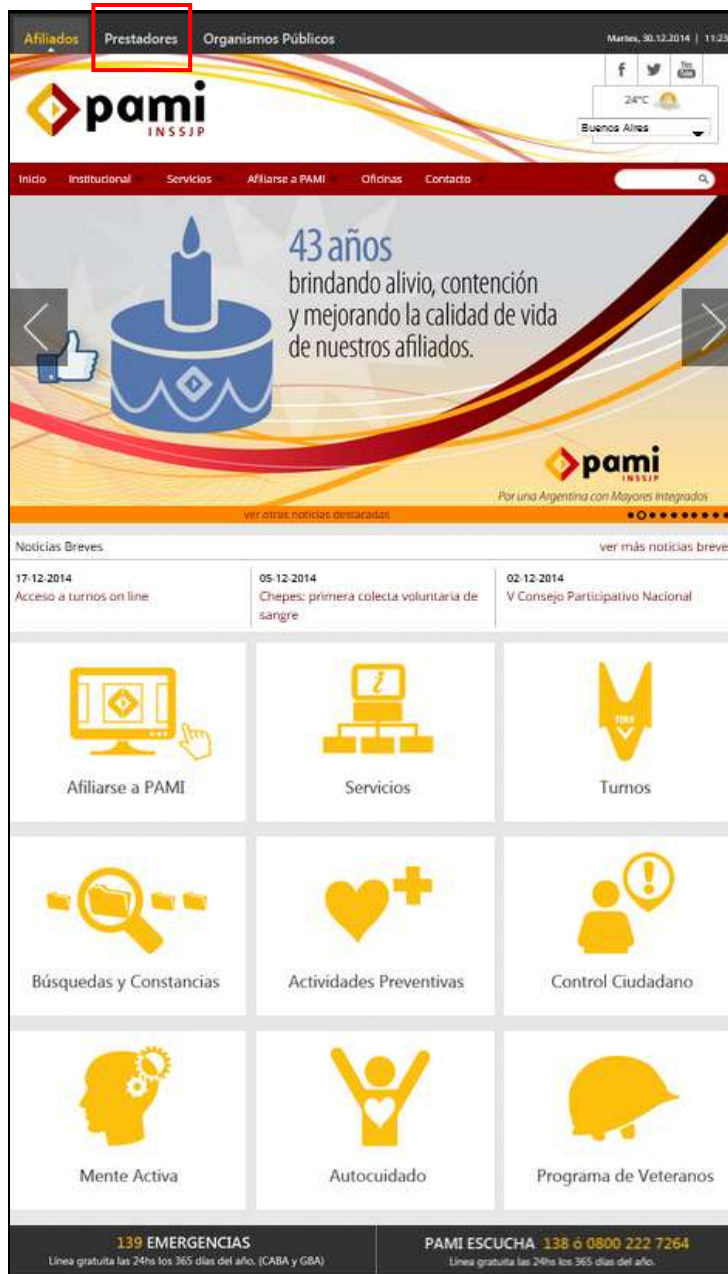 Afiliados Prestadores Organismos Públicos Martes, 30.12.2014 | 11:23
f You Tube
pami
INSSJP
24°C
Buenos Aires
Inicio Institucional Servicios Afiliarse a PAMI Oficinas Contacto
43 años
brindando alivio, contención
y mejorando la calidad de vida
de nuestros afiliados.
pami
INSSJP
Por una Argentina con Mayores Integrados
ver otras noticias destacadas
Noticias Breves ver más noticias breve
17-12-2014 05-12-2014 02-12-2014
Acceso a turnos on line Chepes: primera colecta voluntaria de V Consejo Participativo Nacional
sangre
i
Afiliarse a PAMI Servicios Turnos
Búsquedas y Constancias Actividades Preventivas Control Ciudadano
Mente Activa Autocuidado Programa de Veteranos
139 EMERGENCIAS PAMI ESCUCHA 138 ó 0800 222 7264
Línea gratuita las 24hs los 365 días del año. (CABA y GBA) Línea gratuita las 24hs los 365 días del año.